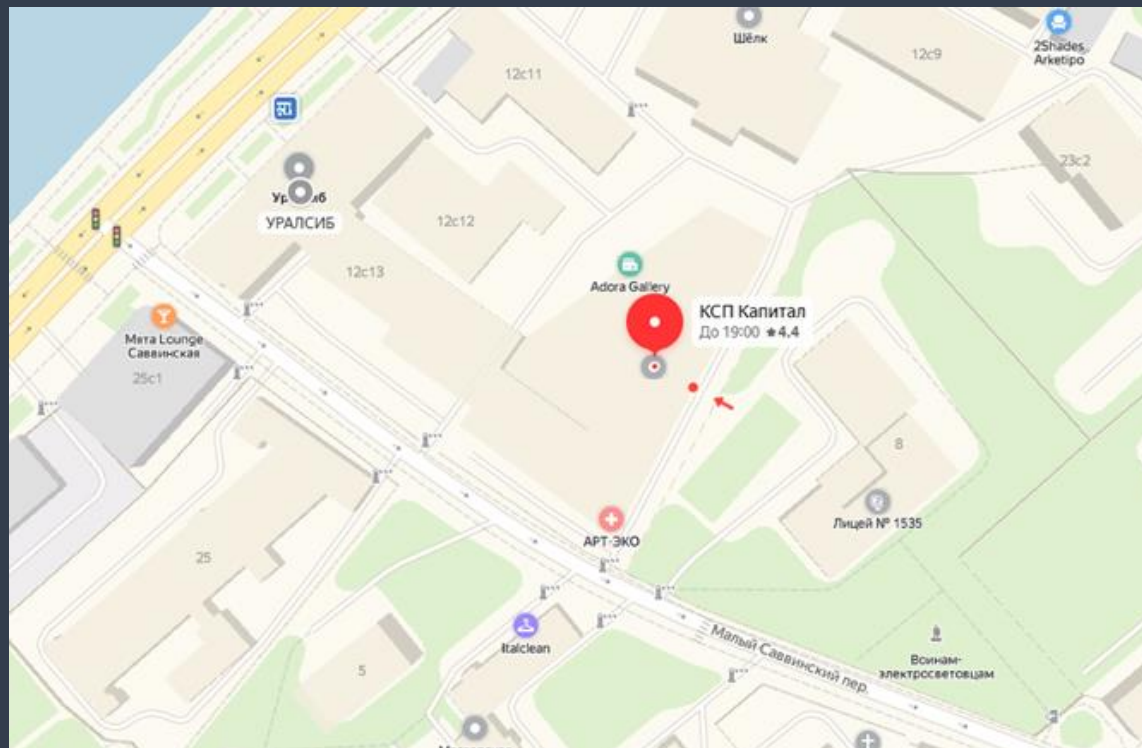 Шёлк
12с9
2Shades,
Arketipo
12с11
23с2
УРАЛСИБ
12с12
12с13
Adora Gallery
КСП Капитал
До 19:00 ★4.4
Мята Lounge
Саввинская
25с1
8
Лицей № 1535
АРТ-ЭКО
25
Italclean
5
Малый Саввинский пер.
Воинам-
электросветовцам